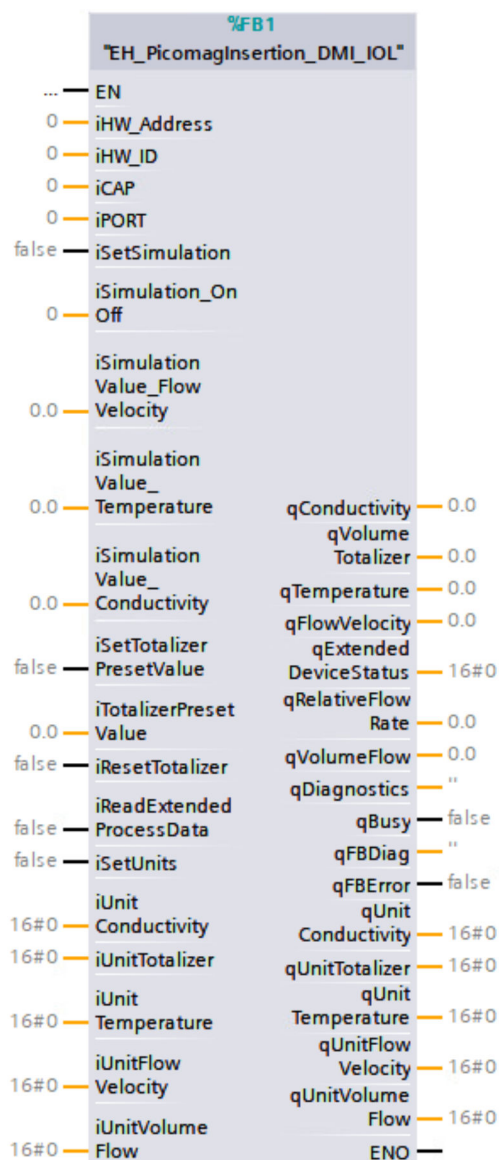 %FB1
"EH_PicomagInsertion_DMI_IOL"
... EN
0 iHW_Address
0 iHW_ID
0 iCAP
0 iPORT
false iSetSimulation
iSimulation_On
0 Off
iSimulation
Value_Flow
0.0 Velocity
iSimulation
Value_
0.0 Temperature
iSimulation
Value_
0.0 Conductivity
iSetTotalizer
false PresetValue
iTotalizerPreset
0.0 Value
false iResetTotalizer
iReadExtended
false ProcessData
false iSetUnits
iUnit
16#0 Conductivity
16#0 iUnitTotalizer
iUnit
16#0 Temperature
iUnitFlow
16#0 Velocity
iUnitVolume
16#0 Flow
qConductivity 0.0
qVolume
Totalizer 0.0
qTemperature 0.0
qFlowVelocity 0.0
qExtended
DeviceStatus 16#0
qRelativeFlow
Rate 0.0
qVolumeFlow 0.0
qDiagnostics ''
qBusy false
qFBDiag ''
qFBError false
qUnit
Conductivity 16#0
qUnitTotalizer 16#0
qUnit
Temperature 16#0
qUnitFlow
Velocity 16#0
qUnitVolume
Flow 16#0
ENO